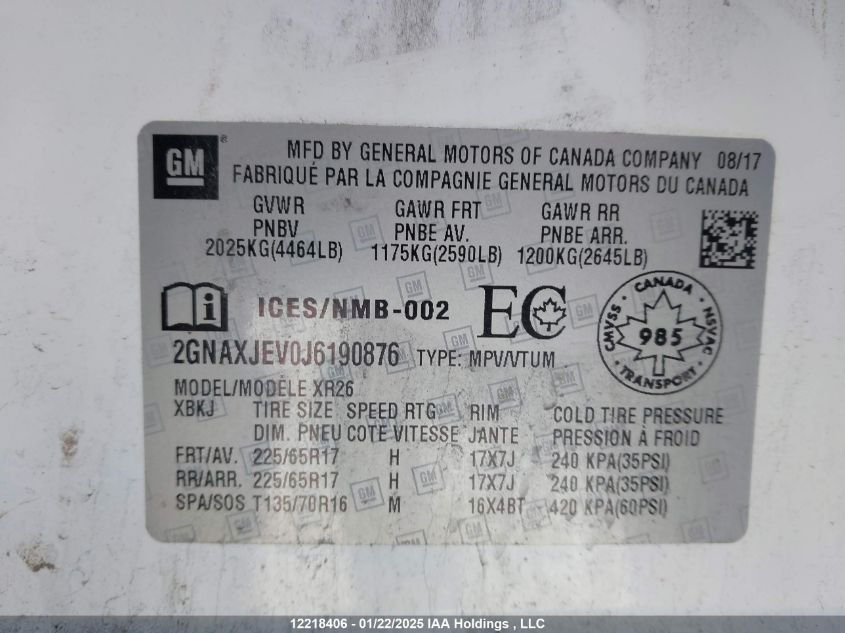 GM ® MFD BY GENERAL MOTORS OF CANADA COMPANY 08/17
FABRIQUÉ PAR LA COMPAGNIE GENERAL MOTORS DU CANADA
GVWR GAWR FRT GAWR RR
PNBV PNBE AV. PNBE ARR.
2025KG(4464LB) 1175KG(2590LB) 1200KG(2645LB)
i ICES/NMB-002 EC
CANADA
CMVSS 985 NSVAC
TRANSPORT
2GNAXJEV0J6190876 TYPE: MPV/VTUM
MODEL/MODÈLE XR26
XBKJ TIRE SIZE SPEED RTG RIM COLD TIRE PRESSURE
DIM. PNEU COTE VITESSE JANTE PRESSION À FROID
FRT/AV. 225/65R17 H 17X7J 240 KPA(35PSI)
RR/ARR. 225/65R17 H 17X7J 240 KPA(35PSI)
SPA/SOS T135/70R16 M 16X4BT 420 KPA(60PSI)
12218406 - 01/22/2025 IAA Holdings , LLC